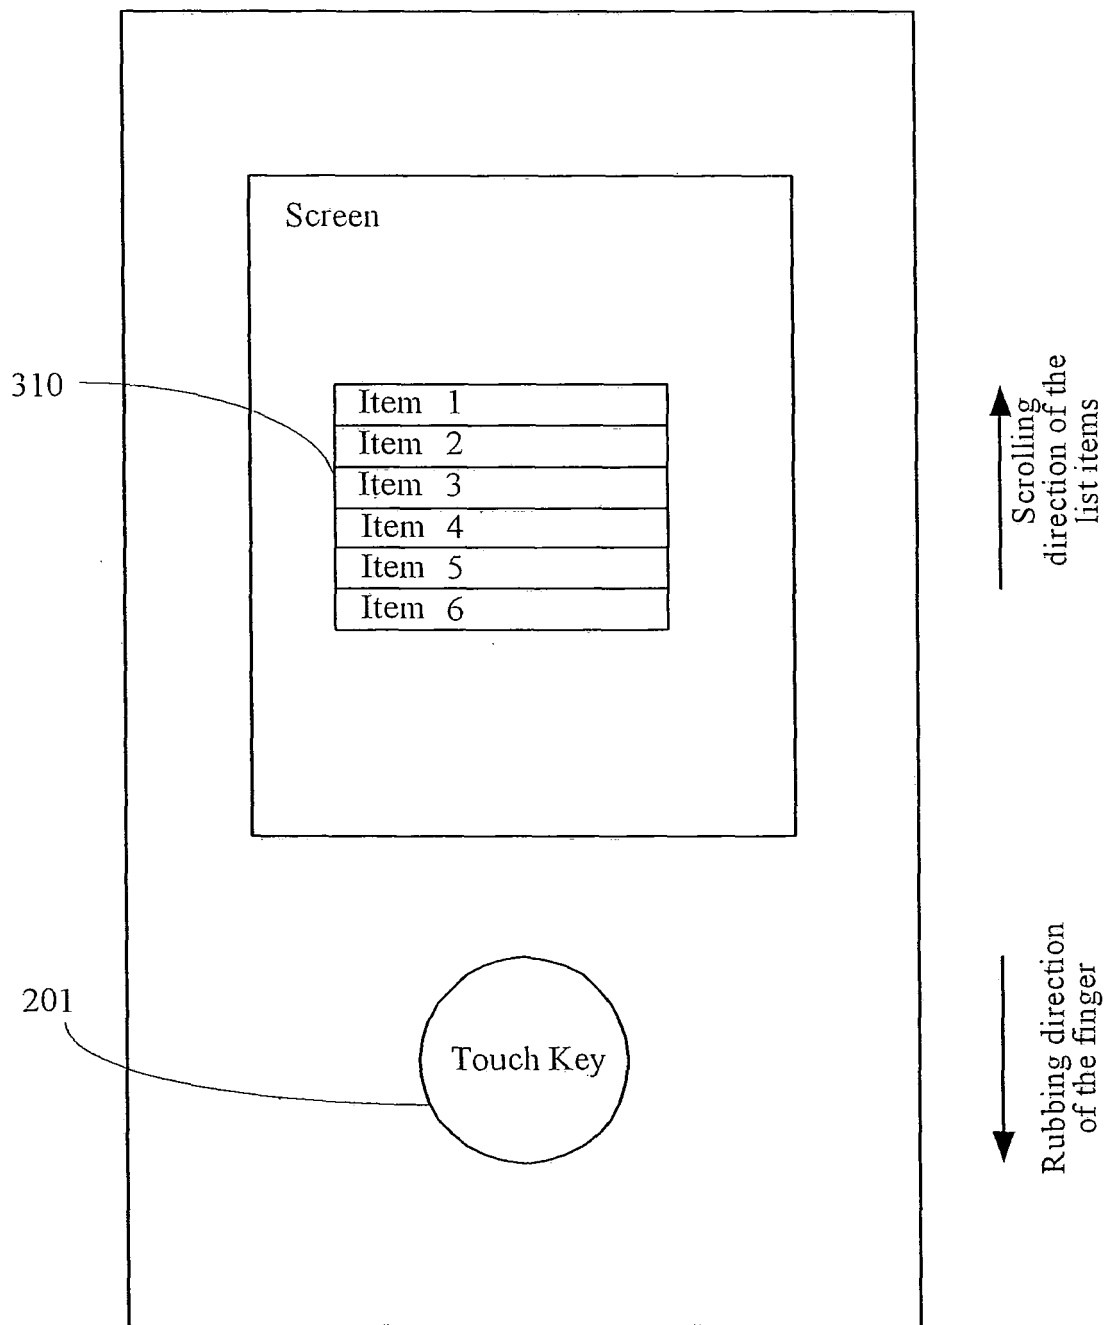 Screen
310
Item 1
Item 2
Item 3
Item 4
Item 5
Item 6
Scrolling
direction of the
list items
201
Touch Key
Rubbing direction
of the finger